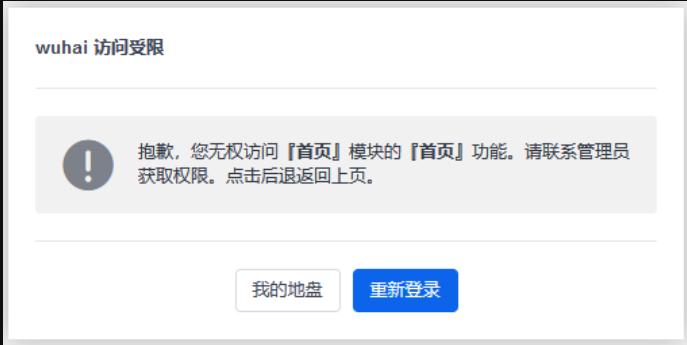 wuhai 访问受限
抱歉，您无权访问『首页』模块的『首页』功能。请联系管理员
获取权限。点击后退返回上页。
我的地盘
重新登录